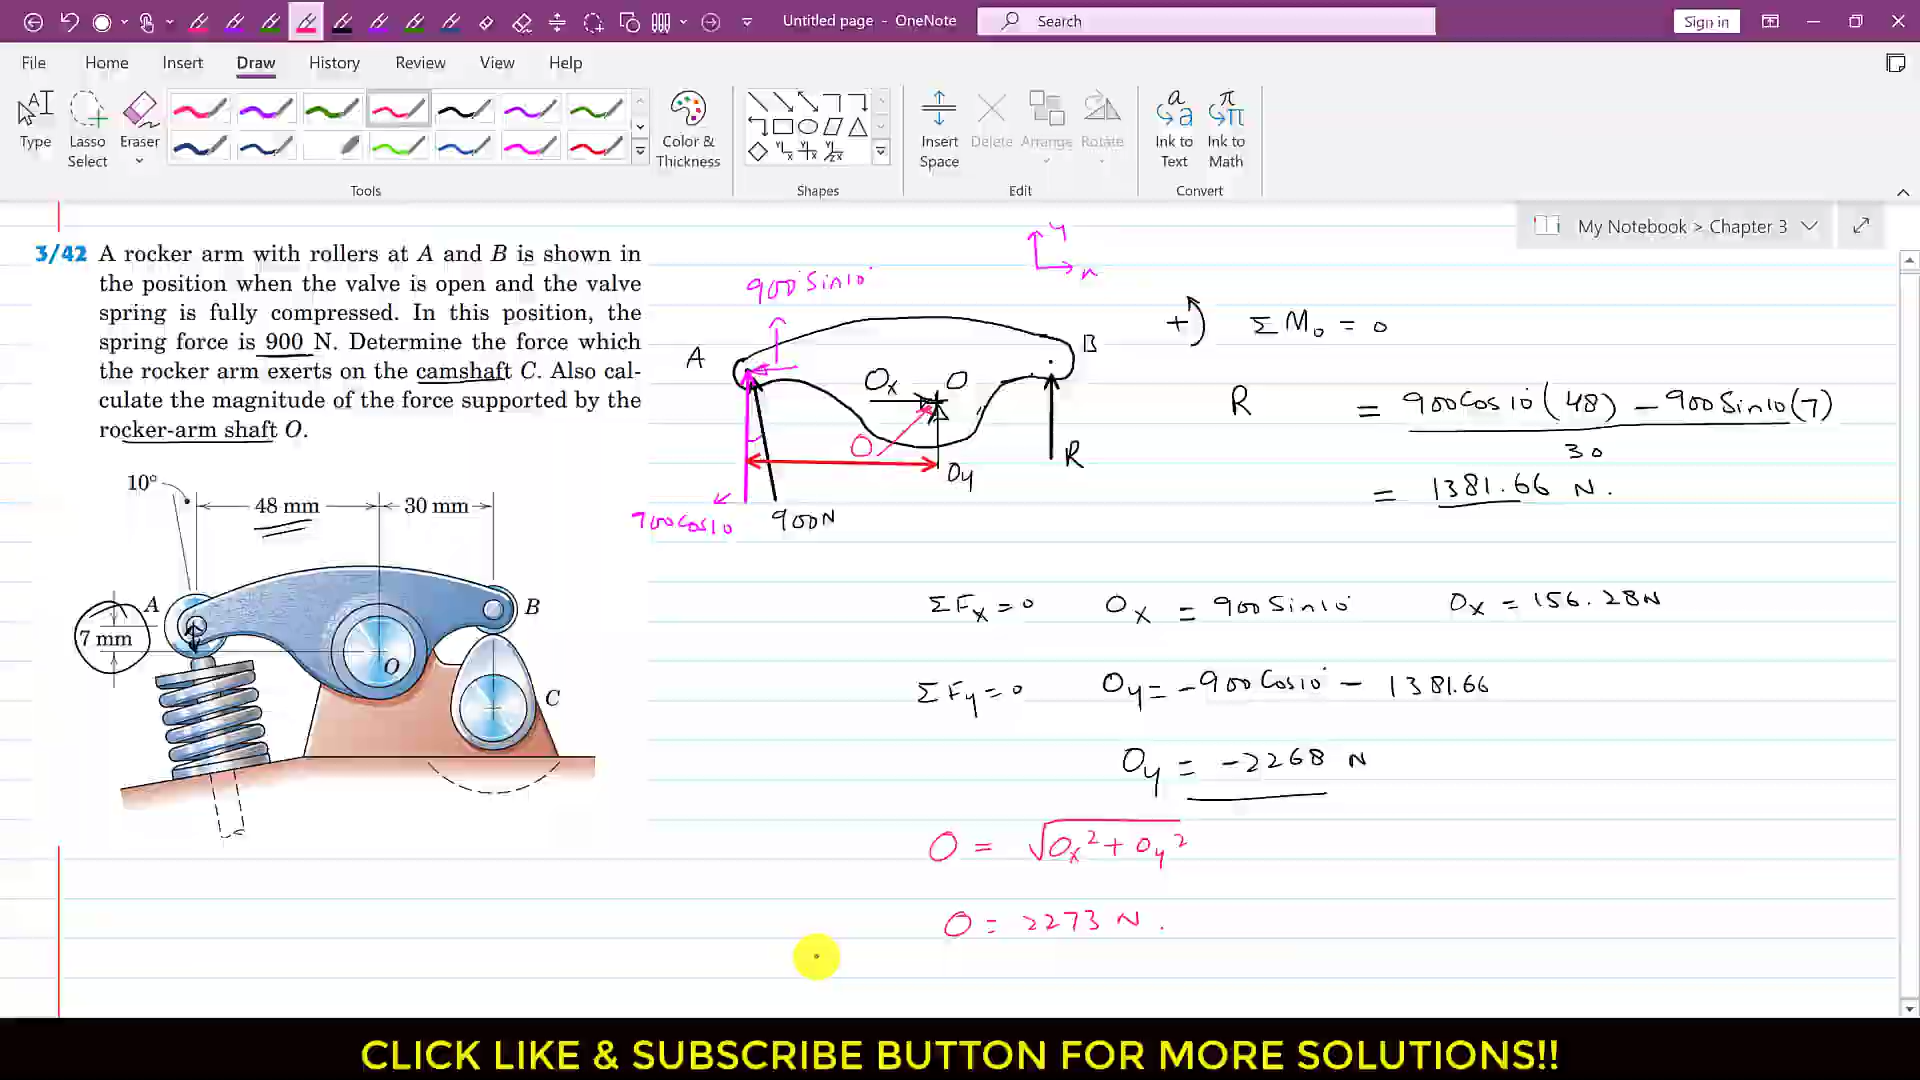 Untitled page - OneNote
Search
Sign in
File Home Insert Draw History Review View Help
Type
Lasso Select
Eraser
Color & Thickness
Insert Space
Delete
Arrange
Rotate
Ink to Text
Ink to Math
Tools
Shapes
Edit
Convert
My Notebook > Chapter 3
3/42 A rocker arm with rollers at A and B is shown in
the position when the valve is open and the valve
spring is fully compressed. In this position, the
spring force is 900 N. Determine the force which
the rocker arm exerts on the camshaft C. Also cal-
culate the magnitude of the force supported by the
rocker-arm shaft O.
10°
48 mm
30 mm
A
7 mm
B
O
C
y
900 Sin10°
A
B
Ox
O
O
Oy
R
900Cos10
900N
+) ΣMo = 0
R = 900Cos10°(48) - 900Sin10(7)
30
= 1381.66 N.
ΣFx = 0 Ox = 900Sin10° Ox = 156.28N
ΣFy = 0 Oy = -900Cos10° - 1381.66
Oy = -2268 N
O = √Ox² + Oy²
O = 2273 N.
CLICK LIKE & SUBSCRIBE BUTTON FOR MORE SOLUTIONS!!